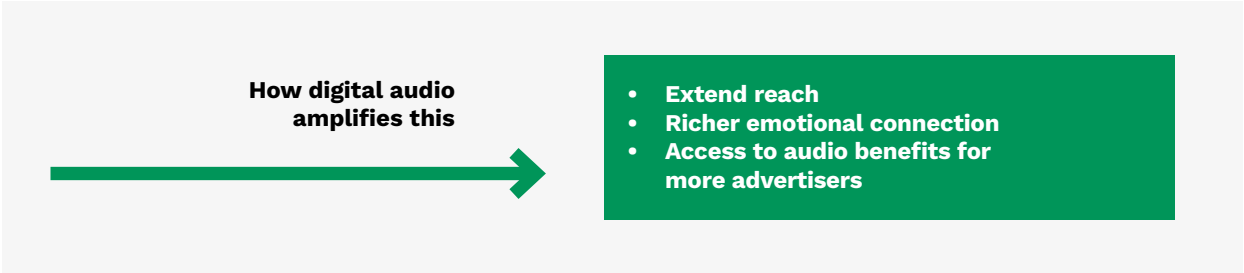 How digital audio
amplifies this
• Extend reach
• Richer emotional connection
• Access to audio benefits for
more advertisers